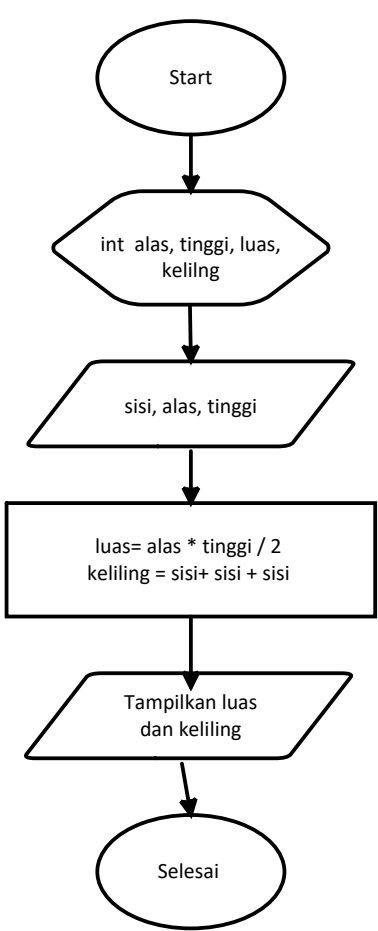 Start
int  alas, tinggi, luas,
kelilng
sisi, alas, tinggi
luas= alas * tinggi / 2
keliling = sisi+ sisi + sisi
Tampilkan luas
dan keliling
Selesai